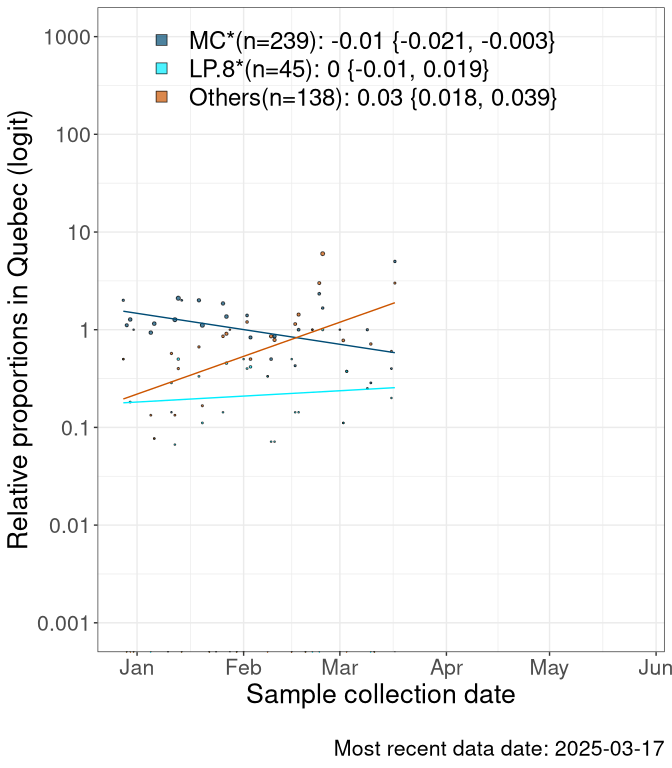 MC*(n=239): -0.01 {-0.021, -0.003}
LP.8*(n=45): 0 {-0.01, 0.019}
Others(n=138): 0.03 {0.018, 0.039}
Relative proportions in Quebec (logit)
1000
100
10
1
0.1
0.01
0.001
Jan Feb Mar Apr May Jun
Sample collection date
Most recent data date: 2025-03-17